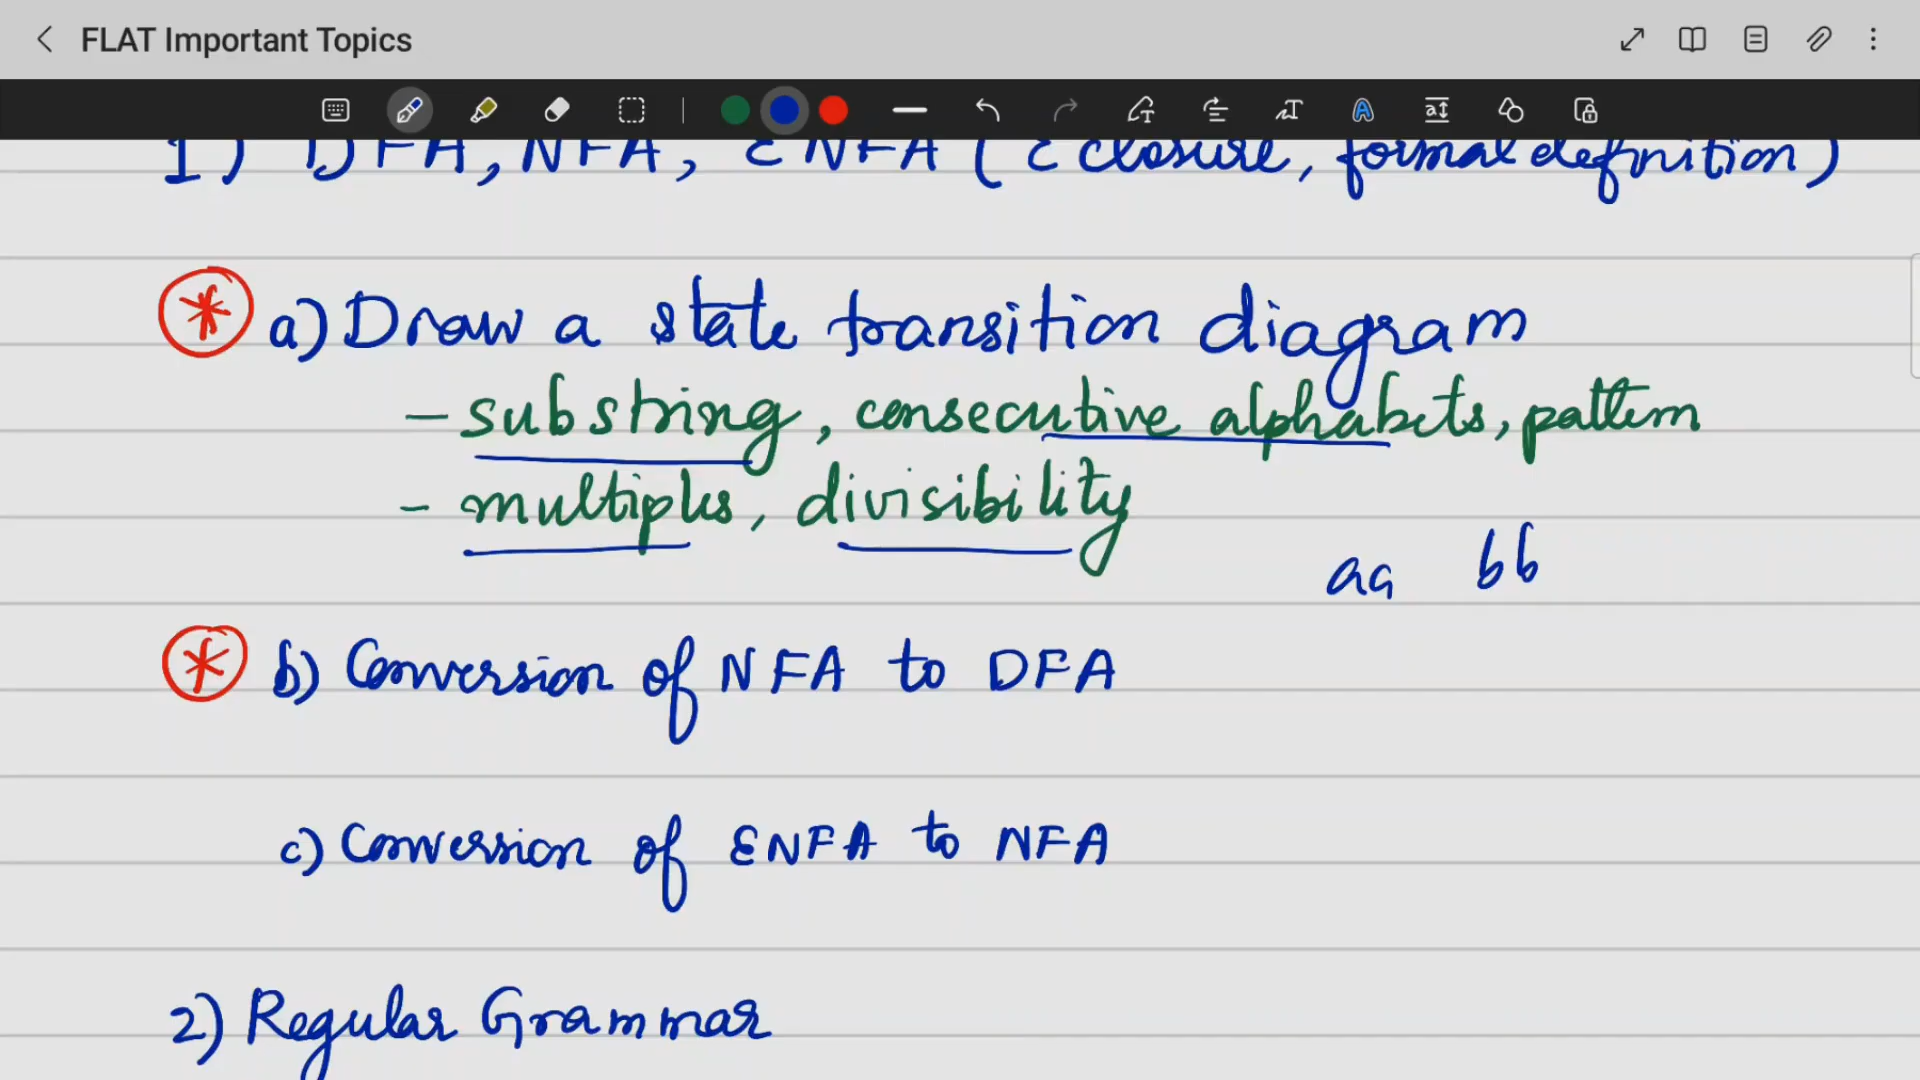 FLAT Important Topics
1) DFA, NFA, ε NFA ( ε closure, formal definition )
* a) Draw a state transition diagram
- substring, consecutive alphabets, pattern
- multiples, divisibility
aa bb
* b) Conversion of NFA to DFA
c) Conversion of εNFA to NFA
2) Regular Grammar